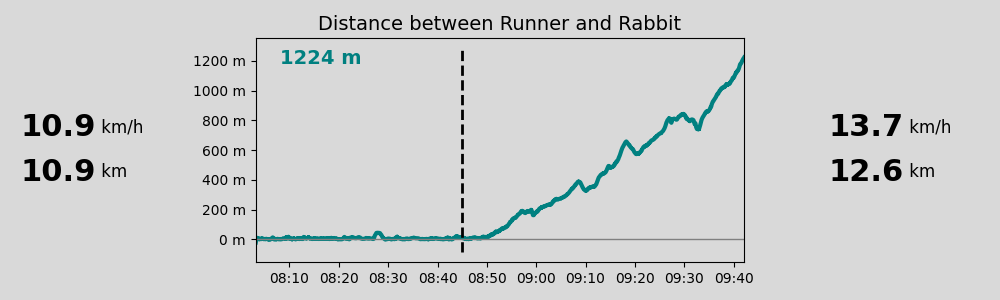 Distance between Runner and Rabbit
1224 m
1200 m
1000 m
800 m
600 m
400 m
200 m
0 m
08:10 08:20 08:30 08:40 08:50 09:00 09:10 09:20 09:30 09:40
10.9 km/h
10.9 km
13.7 km/h
12.6 km